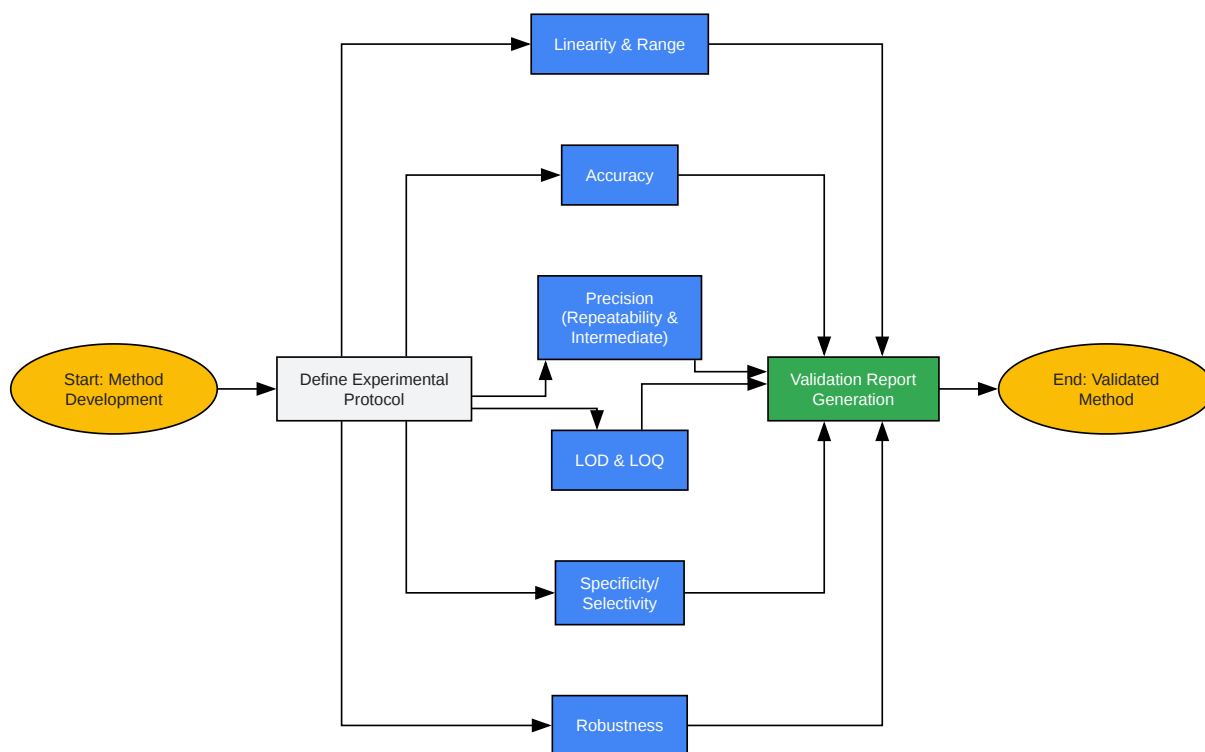 Linearity & Range
Accuracy
Precision
(Repeatability &
Intermediate)
Start: Method
Development
Define Experimental
Protocol
Validation Report
Generation
End: Validated
Method
LOD & LOQ
Specificity/
Selectivity
Robustness